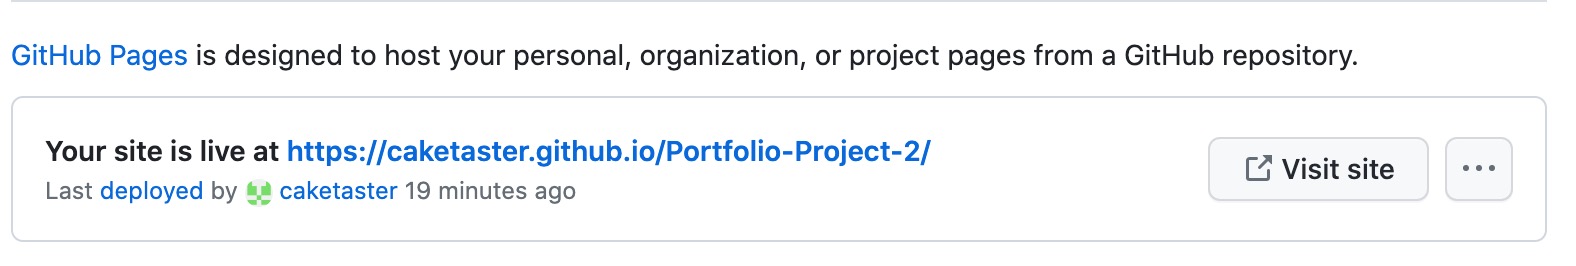 GitHub Pages is designed to host your personal, organization, or project pages from a GitHub repository.
Your site is live at https://caketaster.github.io/Portfolio-Project-2/
Last deployed by caketaster 19 minutes ago
Visit site